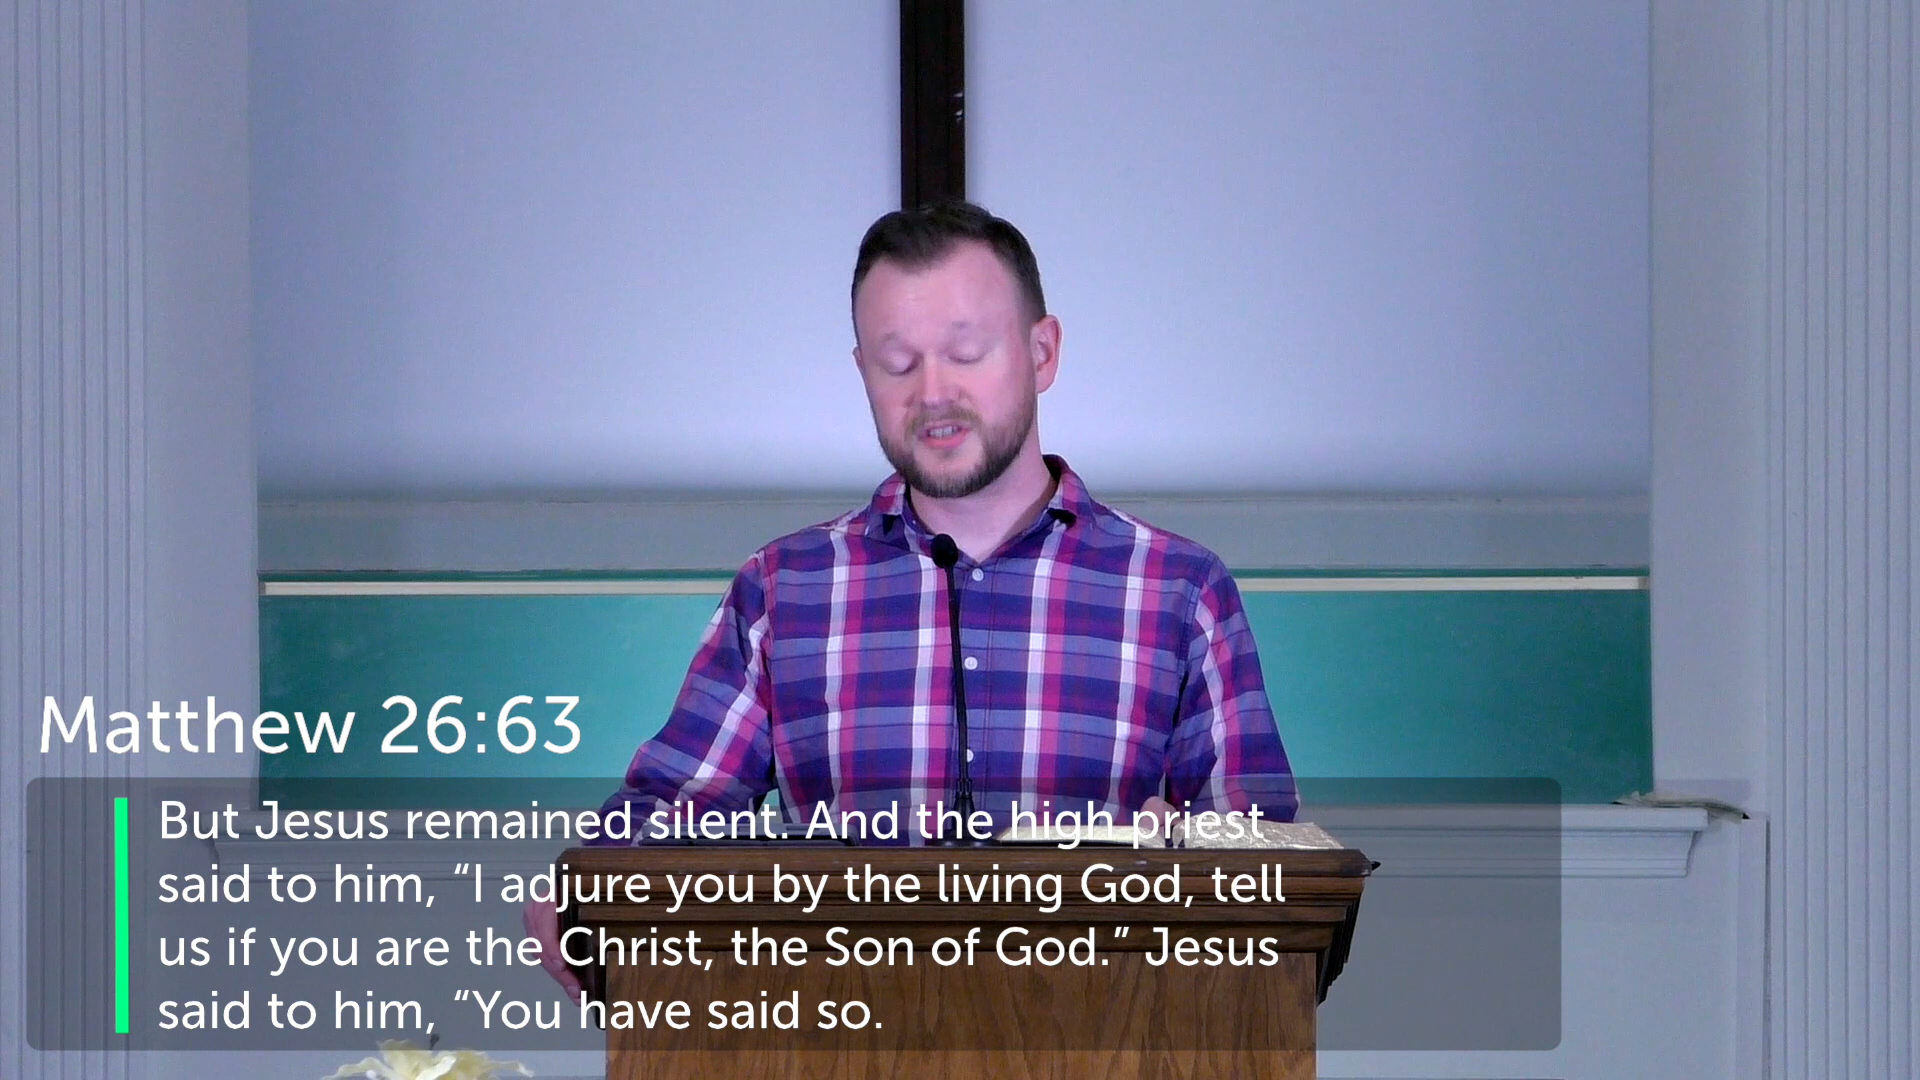 Matthew 26:63
But Jesus remained silent. And the high priest
said to him, “I adjure you by the living God, tell
us if you are the Christ, the Son of God.” Jesus
said to him, “You have said so.